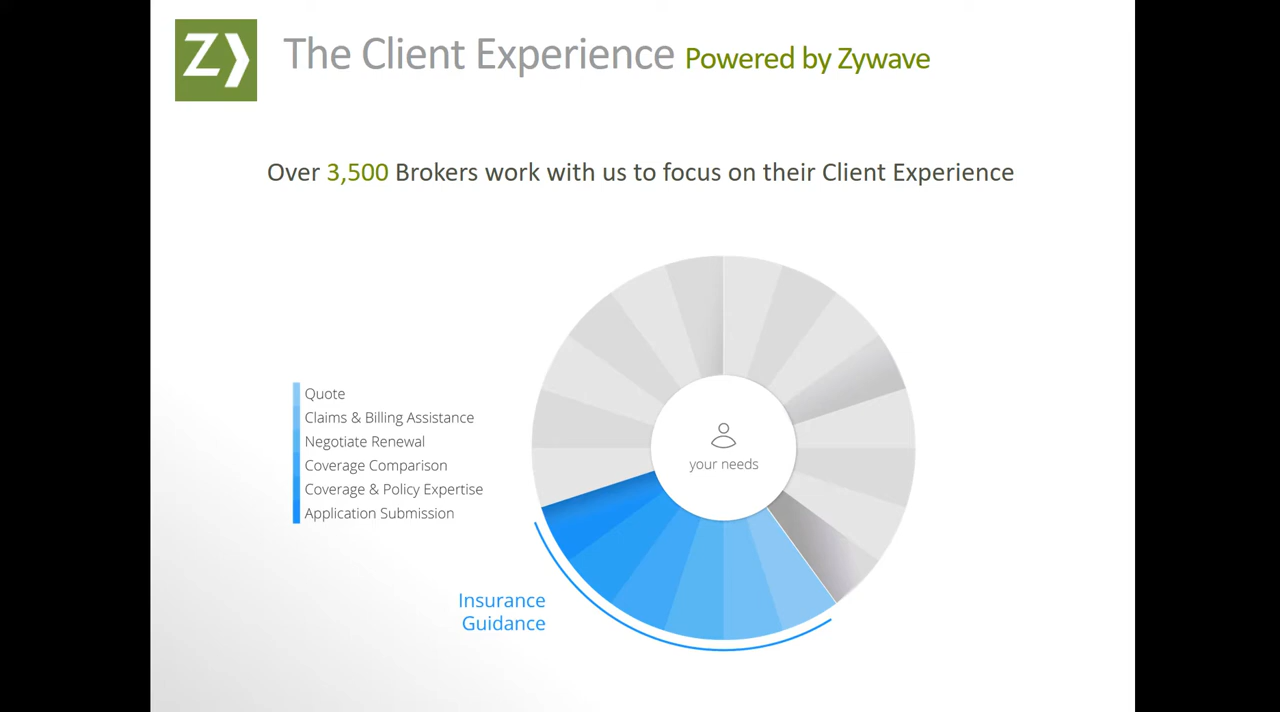 Z
The Client Experience Powered by Zywave
Over 3,500 Brokers work with us to focus on their Client Experience
Quote
Claims & Billing Assistance
Negotiate Renewal
Coverage Comparison
Coverage & Policy Expertise
Application Submission
your needs
Insurance
Guidance